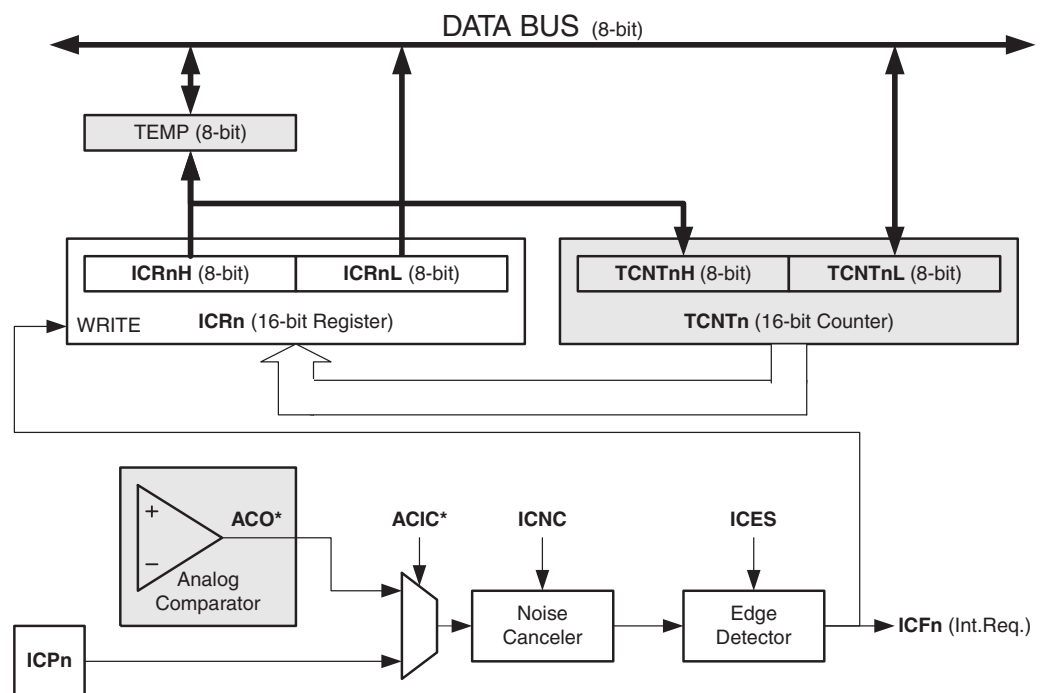 DATA BUS (8-bit)
TEMP (8-bit)
ICRnH (8-bit) ICRnL (8-bit) TCNTnH (8-bit) TCNTnL (8-bit)
WRITE ICRn (16-bit Register) TCNTn (16-bit Counter)
+
−
ACO* ACIC* ICNC ICES
Analog
Comparator
Noise
Canceler
Edge
Detector
ICFn (Int.Req.)
ICPn